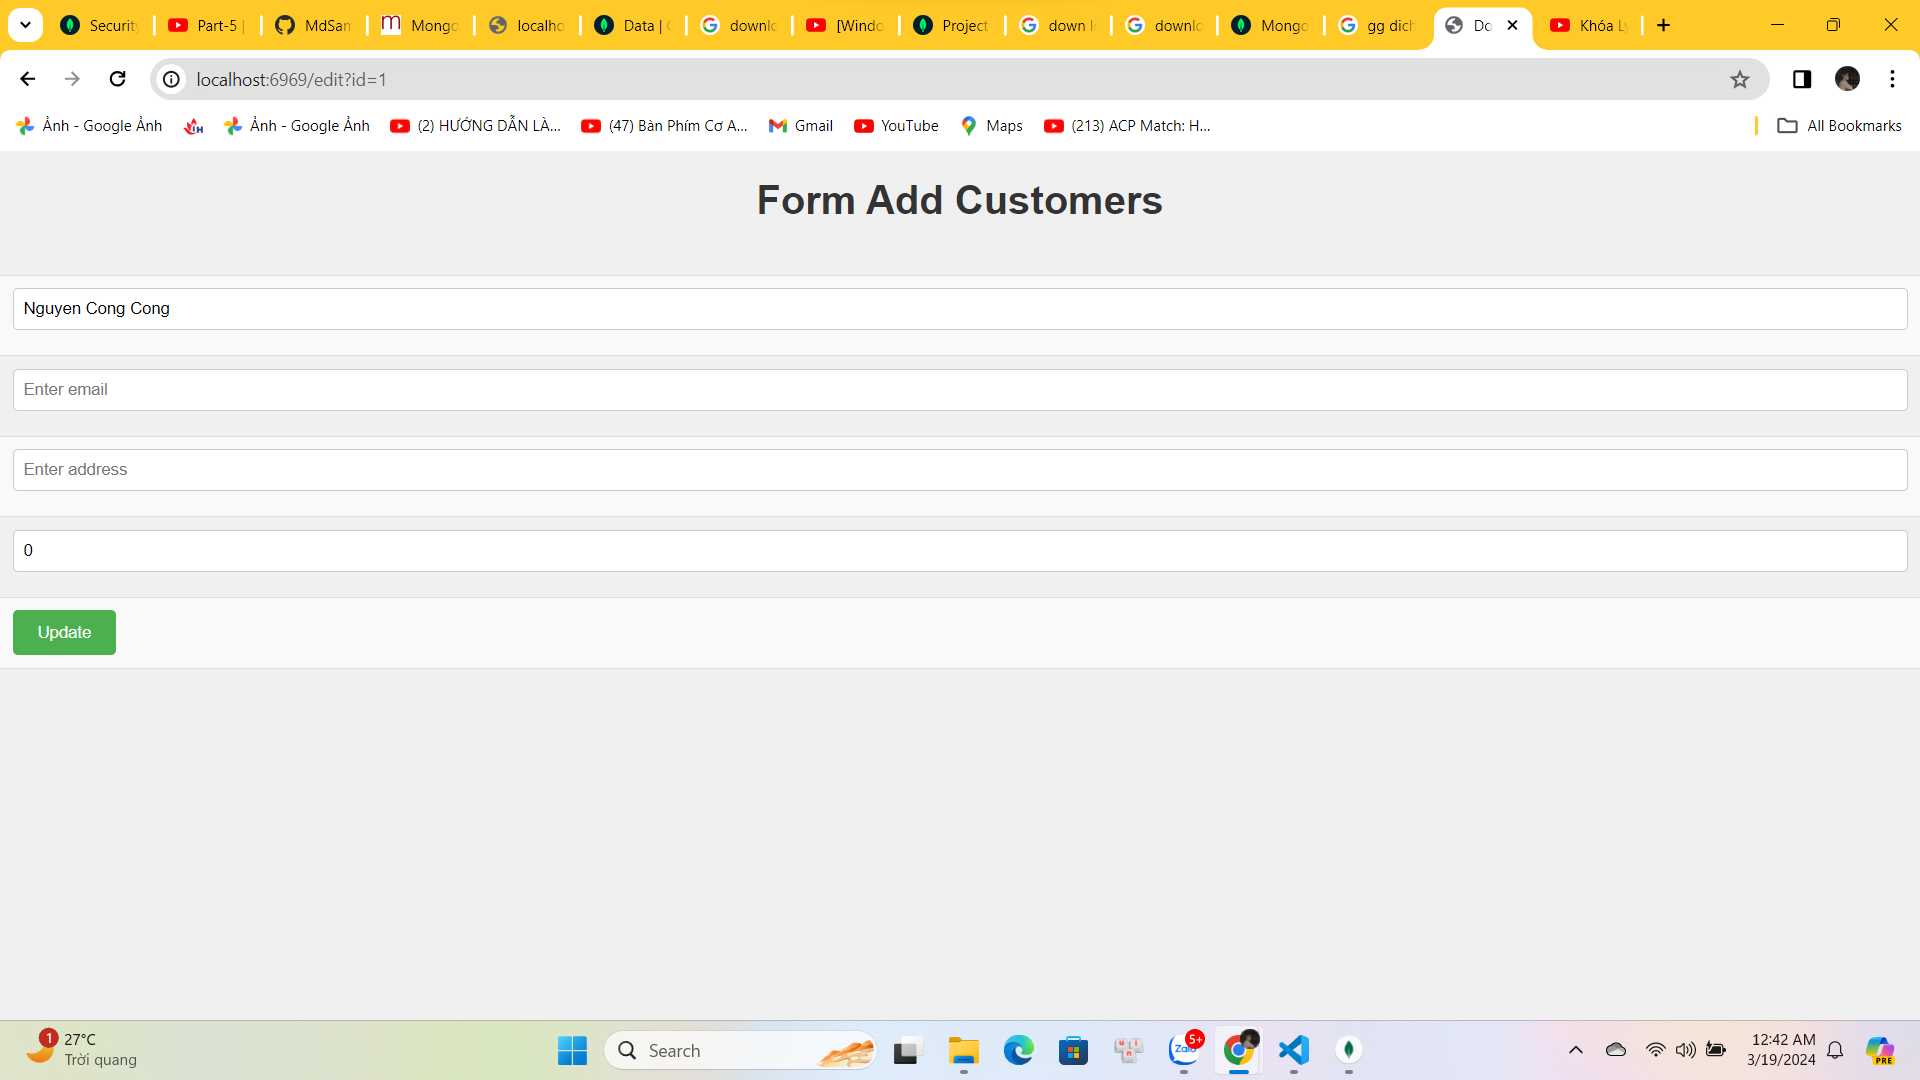 Security
Part-5 |
MdSam
Mongo
localho
Data | C
downlo
[Windo
Project
down l
downlo
Mongo
gg dich
Do
Khóa Ly
localhost:6969/edit?id=1
Ảnh - Google Ảnh
Ảnh - Google Ảnh
(2) HƯỚNG DẪN LÀ...
(47) Bàn Phím Cơ A...
Gmail
YouTube
Maps
(213) ACP Match: H...
All Bookmarks
Form Add Customers
Nguyen Cong Cong
Enter email
Enter address
0
Update
1
27°C
Trời quang
Search
Zalo
5+
12:42 AM
3/19/2024
PRE